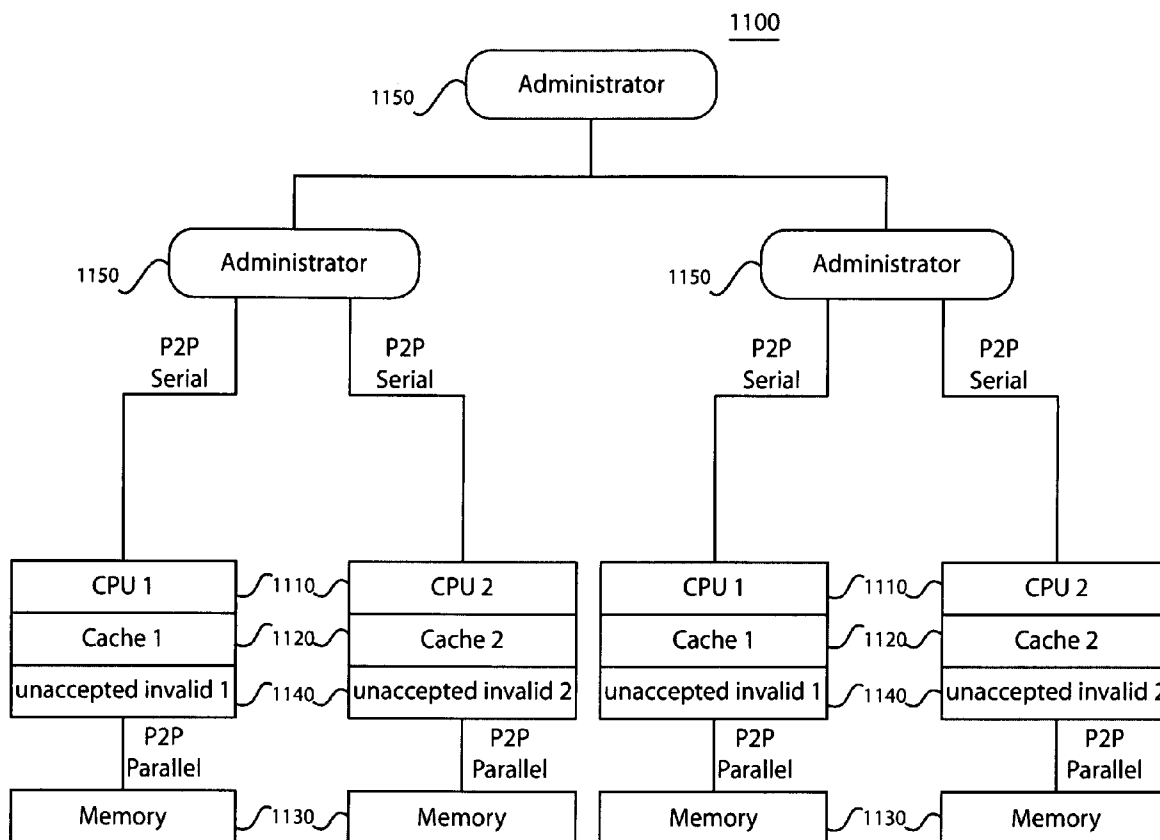 1100
Administrator
1150
Administrator
1150
Administrator
1150
P2P
Serial
P2P
Serial
P2P
Serial
P2P
Serial
CPU 1
1110
CPU 2
CPU 1
1110
CPU 2
Cache 1
1120
Cache 2
Cache 1
1120
Cache 2
unaccepted invalid 1
1140
unaccepted invalid 2
unaccepted invalid 1
1140
unaccepted invalid 2
P2P
Parallel
P2P
Parallel
P2P
Parallel
P2P
Parallel
Memory
1130
Memory
Memory
1130
Memory